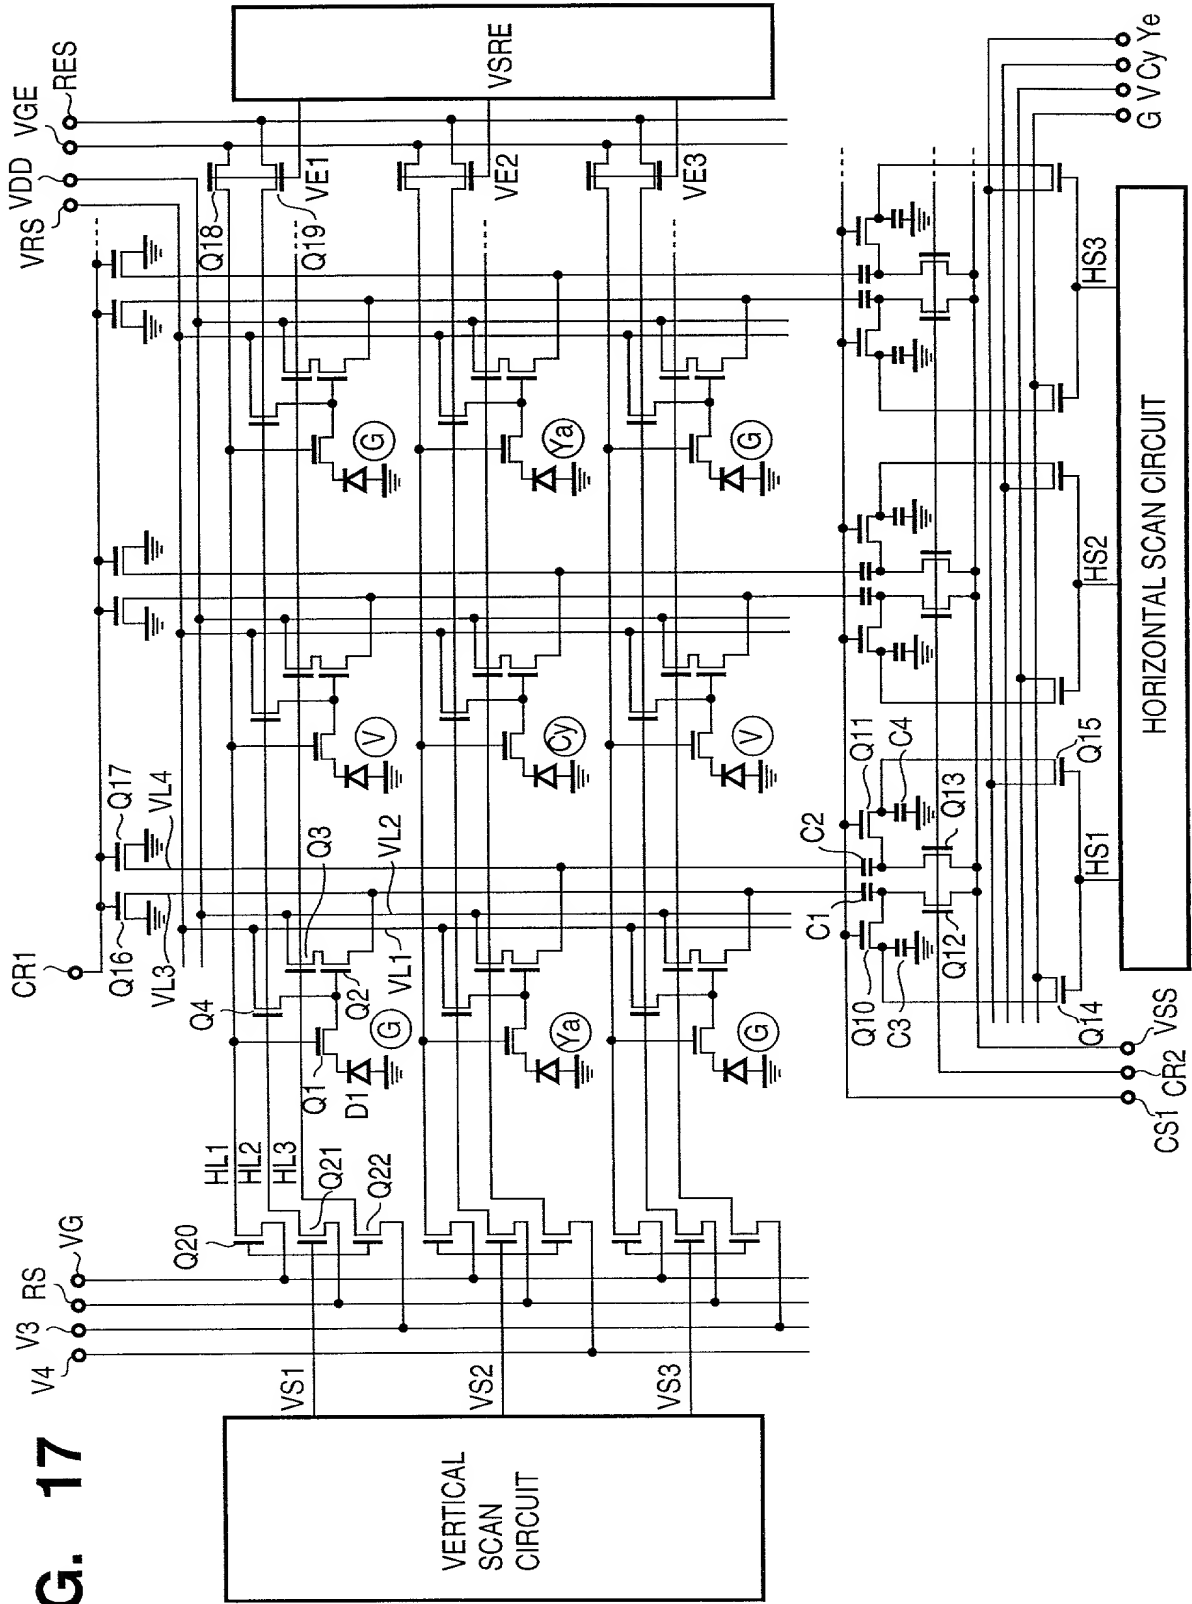 G. 17
CR1
VRS
VDD
VGE
RES
Q16
Q17
VL3
VL4
Q18
V4
V3
RS
VG
Q20
HL1
HL2
HL3
Q4
Q3
Q19
VE1
VSRE
Q21
Q22
Q1
D1
G
Q2
VL1
VL2
V
G
VS1
VS2
VS3
VERTICAL
SCAN
CIRCUIT
Ya
Cy
Ya
VE2
G
V
G
VE3
C1
C2
Q10
Q11
C3
C4
Q12
Q13
Q14
Q15
HS1
HS2
HS3
HORIZONTAL SCAN CIRCUIT
CS1
CR2
VSS
G
V
Cy
Ye